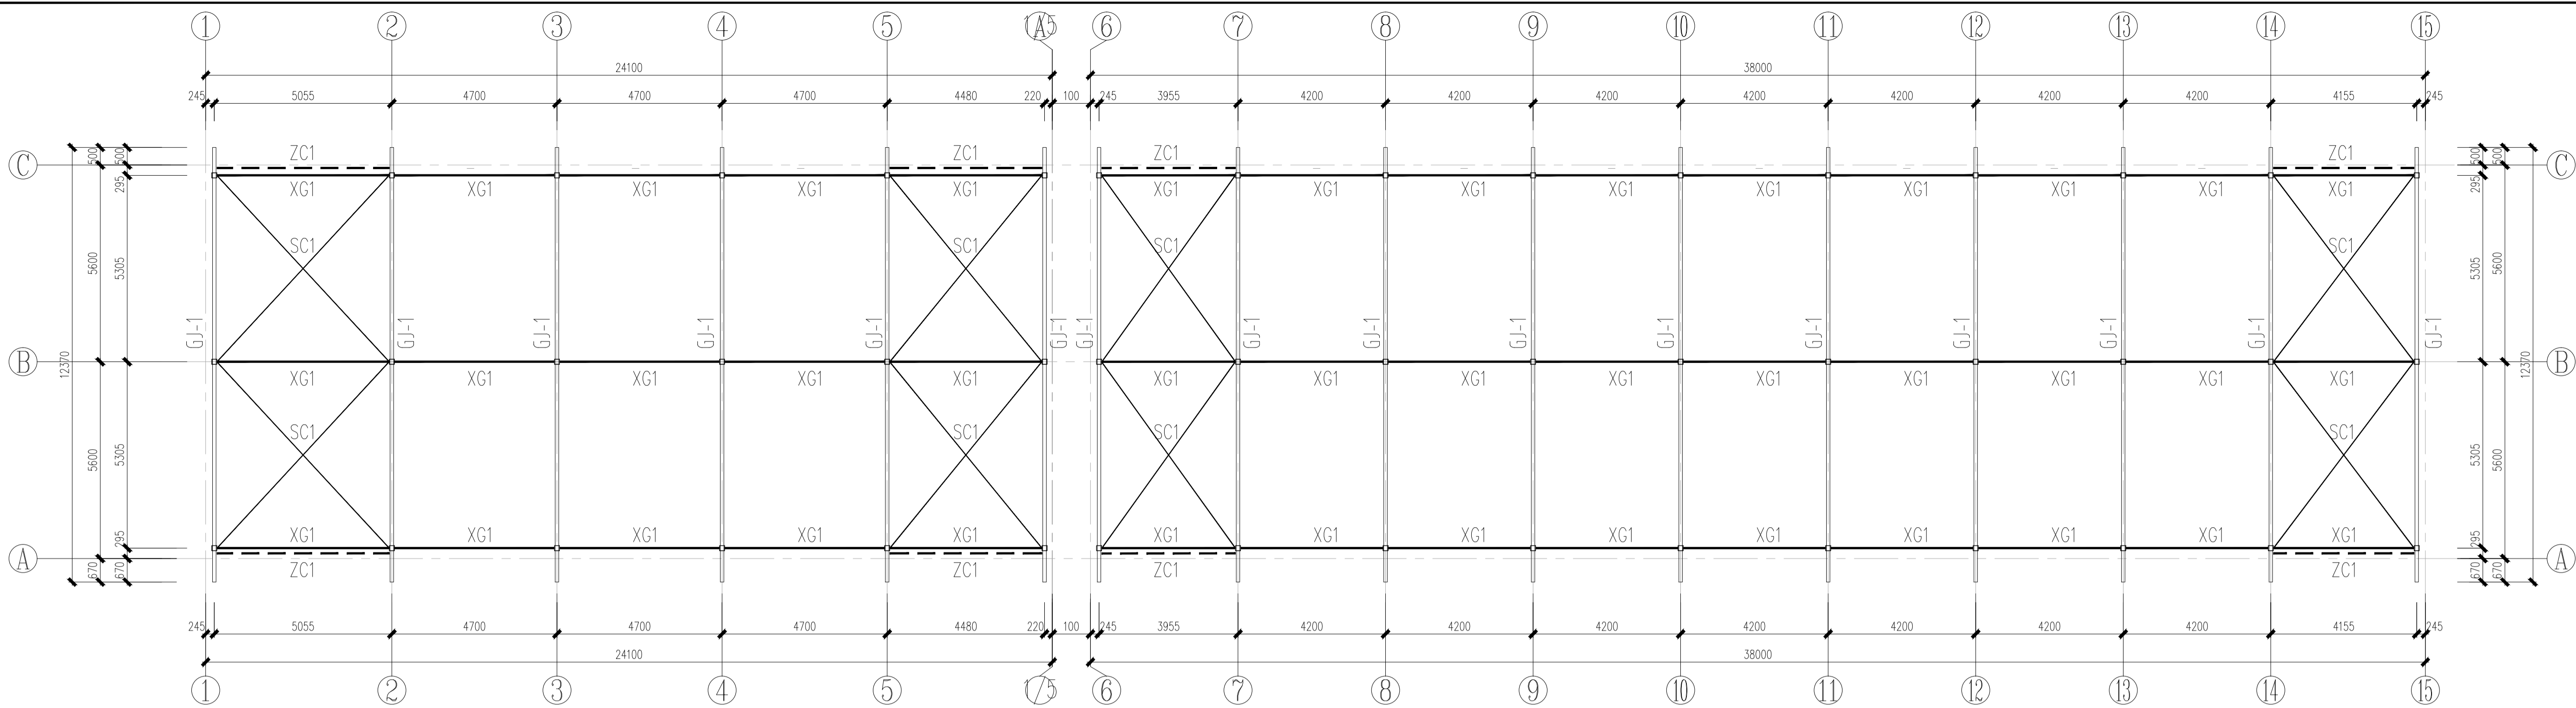 1 2 3 4 5 1/5 A 6 7 8 9 10 11 12 13 14 15
24100 38000
245 5055 4700 4700 4700 4480 220 100 245 3955 4200 4200 4200 4200 4200 4200 4200 4155 245
500 500 ZC1 ZC1 ZC1 ZC1 500 500
C C
295 XG1 XG1 XG1 XG1 XG1 XG1 XG1 XG1 XG1 XG1 XG1 XG1 XG1 XG1 295
SC1 SC1 SC1 SC1
5600 5305 5305 5600
GJ-1 GJ-1 GJ-1 GJ-1 GJ-1 GJ-1 GJ-1 GJ-1 GJ-1 GJ-1 GJ-1 GJ-1 GJ-1 GJ-1 GJ-1 GJ-1
B B
12370 12370
XG1 XG1 XG1 XG1 XG1 XG1 XG1 XG1 XG1 XG1 XG1 XG1 XG1 XG1
SC1 SC1 SC1 SC1
5600 5305 5305 5600
295 XG1 XG1 XG1 XG1 XG1 XG1 XG1 XG1 XG1 XG1 XG1 XG1 XG1 XG1 295
A A
670 670 ZC1 ZC1 ZC1 ZC1 670 670
245 5055 4700 4700 4700 4480 220 100 245 3955 4200 4200 4200 4200 4200 4200 4200 4155 245
24100 38000
1 2 3 4 5 1/5 6 7 8 9 10 11 12 13 14 15